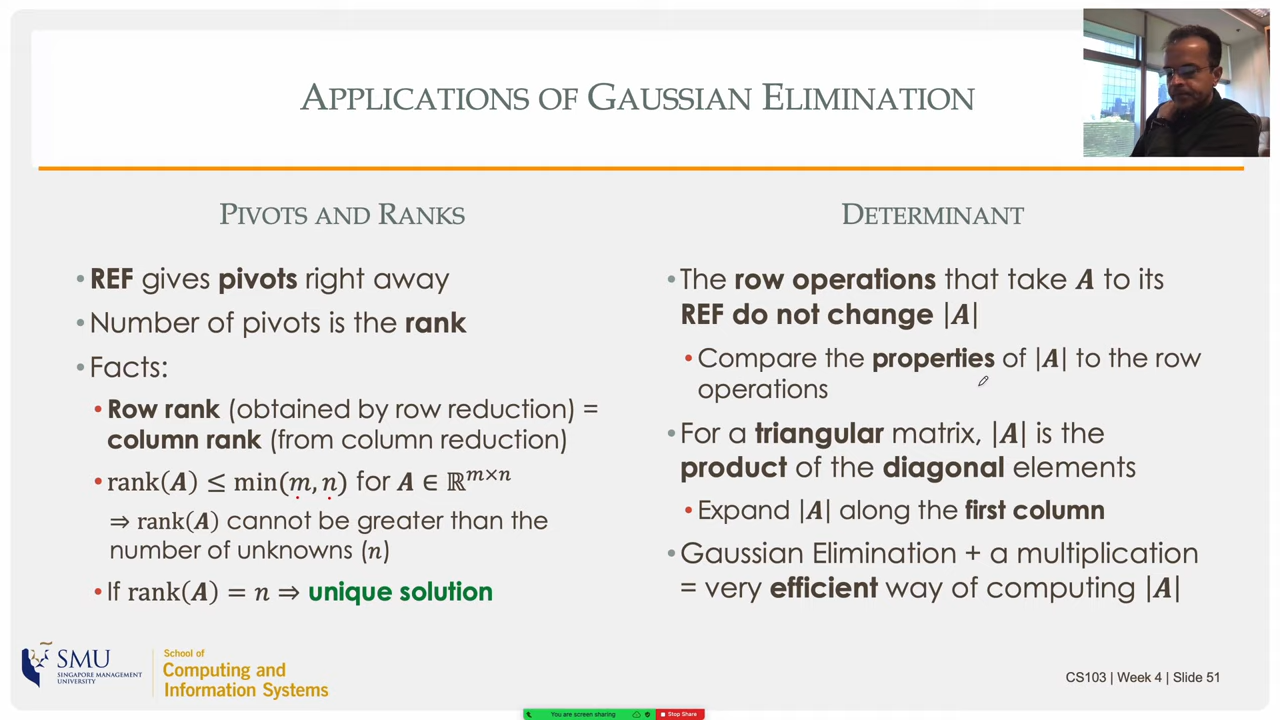 APPLICATIONS OF GAUSSIAN ELIMINATION
PIVOTS AND RANKS
• REF gives pivots right away
• Number of pivots is the rank
• Facts:
• Row rank (obtained by row reduction) =
column rank (from column reduction)
• rank(A) ≤ min(m, n) for A ∈ ℝ^{m×n}
⇒ rank(A) cannot be greater than the
number of unknowns (n)
• If rank(A) = n ⇒ unique solution
DETERMINANT
• The row operations that take A to its
REF do not change |A|
• Compare the properties of |A| to the row
operations
• For a triangular matrix, |A| is the
product of the diagonal elements
• Expand |A| along the first column
• Gaussian Elimination + a multiplication
= very efficient way of computing |A|
SMU
SINGAPORE MANAGEMENT
UNIVERSITY
School of
Computing and
Information Systems
CS103 | Week 4 | Slide 51
You are screen sharing
Stop Share